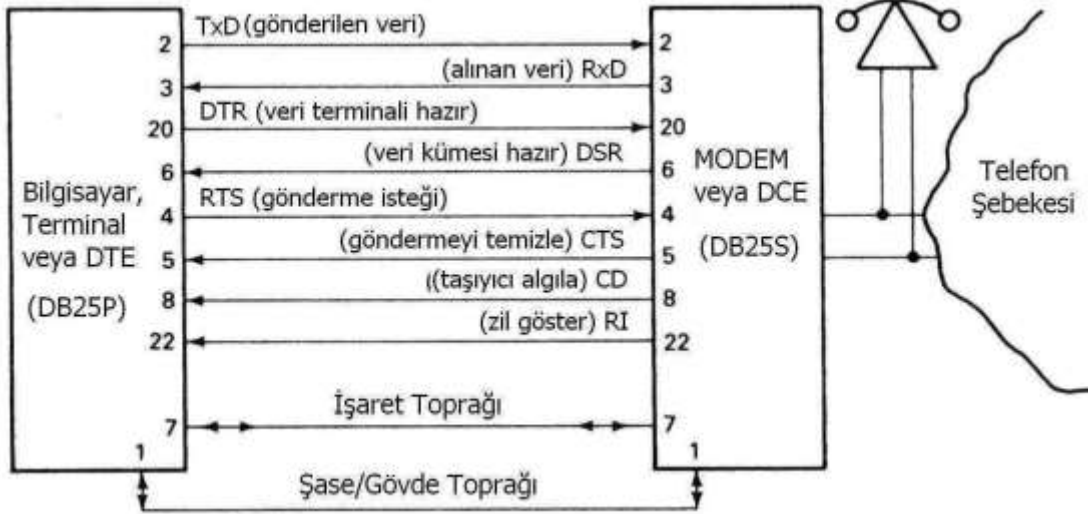 TxD (gönderilen veri)
2
2
(alınan veri) RxD
3
3
DTR (veri terminali hazır)
20
20
(veri kümesi hazır) DSR
6
6
RTS (gönderme isteği)
4
4
(göndermeyi temizle) CTS
5
5
((taşıyıcı algıla) CD
8
8
(zil göster) RI
22
22
İşaret Toprağı
7
7
1
1
Şase/Gövde Toprağı
Bilgisayar,
Terminal
veya DTE
(DB25P)
MODEM
veya DCE
(DB25S)
Telefon
Şebekesi